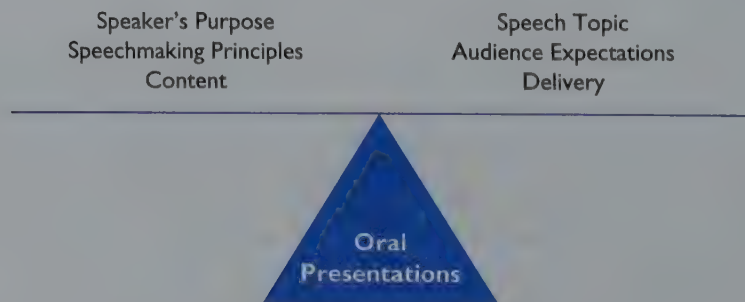 Speaker's Purpose
Speechmaking Principles
Content
Speech Topic
Audience Expectations
Delivery
Oral
Presentations